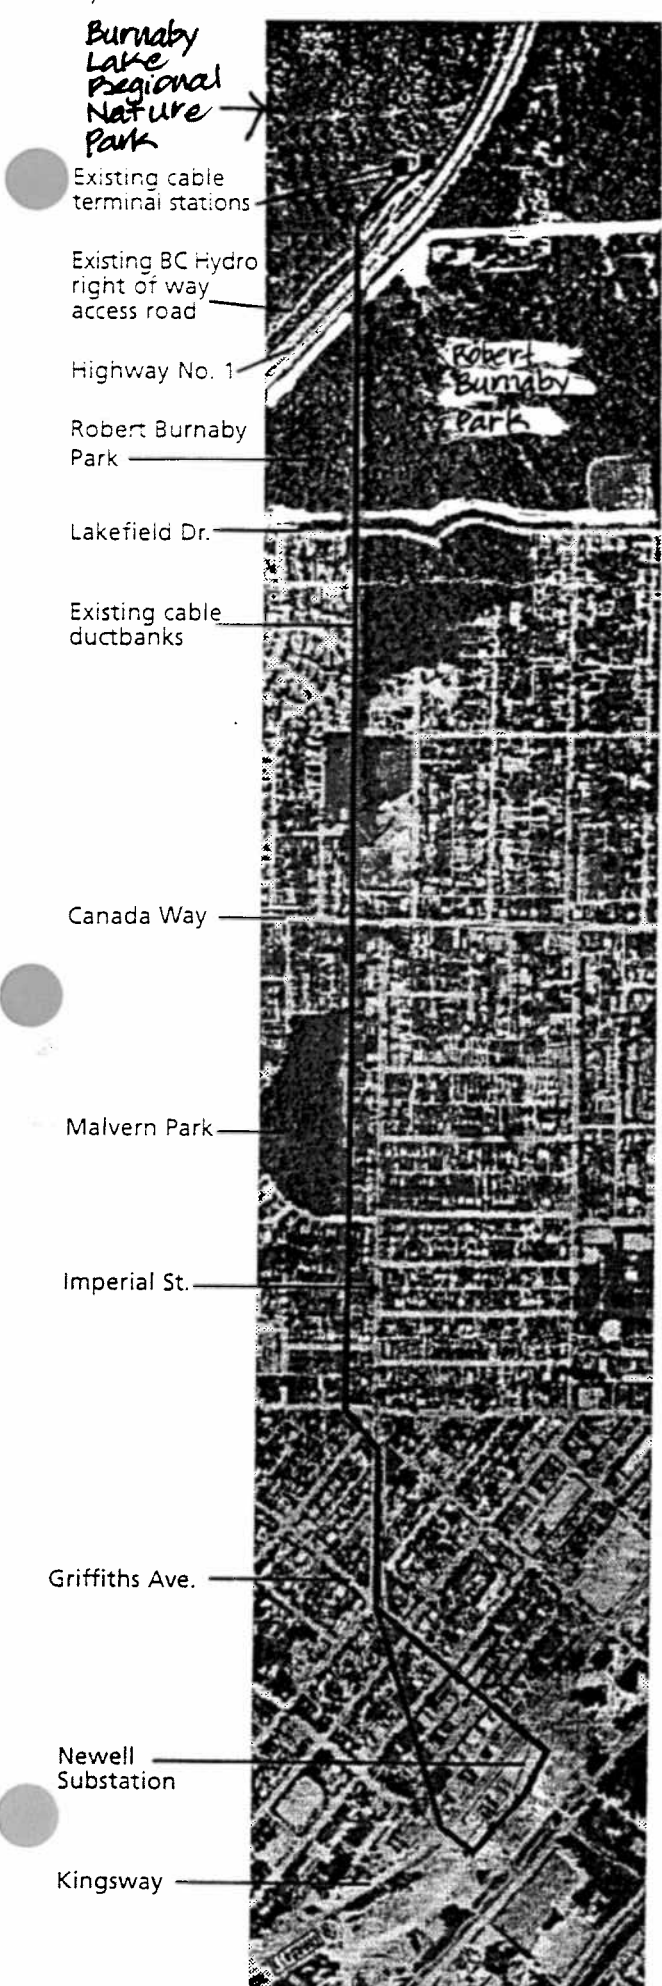 Burnaby
Lake
Regional
Nature
Park
Existing cable
terminal stations
Existing BC Hydro
right of way
access road
Highway No. 1
Robert
Burnaby
Park
Robert Burnaby
Park
Lakefield Dr.
Existing cable
ductbanks
Canada Way
Malvern Park
Imperial St.
Griffiths Ave.
Newell
Substation
Kingsway